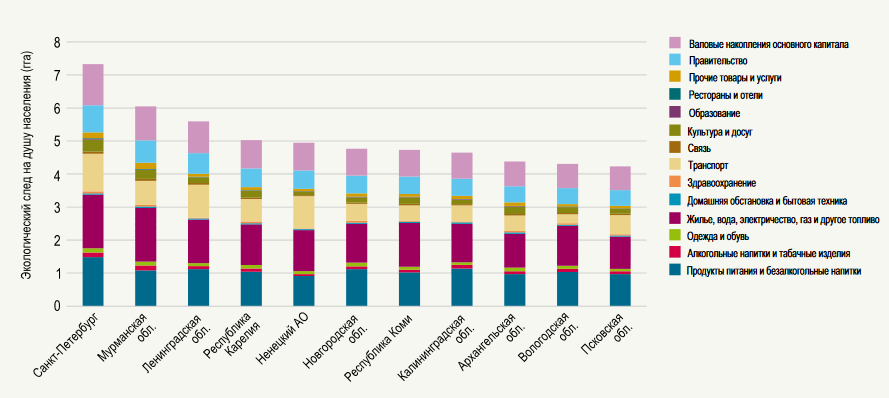 Экологический след на душу населения (гга)
8
7
6
5
4
3
2
1
0
Санкт-Петербург
Мурманская
обл.
Ленинградская
обл.
Республика
Карелия
Ненецкий АО
Новгородская
обл.
Республика Коми
Калининградская
обл.
Архангельская
обл.
Вологодская
обл.
Псковская
обл.
Валовые накопления основного капитала
Правительство
Прочие товары и услуги
Рестораны и отели
Образование
Культура и досуг
Связь
Транспорт
Здравоохранение
Домашняя обстановка и бытовая техника
Жилье, вода, электричество, газ и другое топливо
Одежда и обувь
Алкогольные напитки и табачные изделия
Продукты питания и безалкогольные напитки